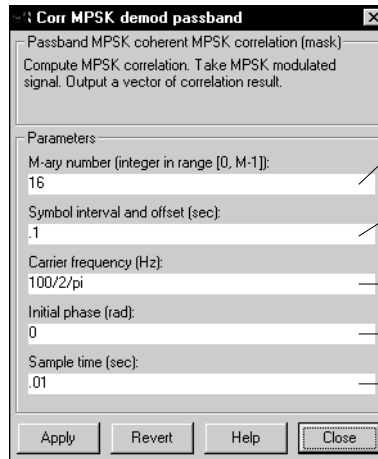 Corr MPSK demod passband
Passband MPSK coherent MPSK correlation (mask)
Compute MPSK correlation. Take MPSK modulated
signal. Output a vector of correlation result.
Parameters
M-ary number (integer in range [0, M-1]):
16
Symbol interval and offset (sec):
.1
Carrier frequency (Hz):
100/2/pi
Initial phase (rad):
0
Sample time (sec):
.01
Apply Revert Help Close